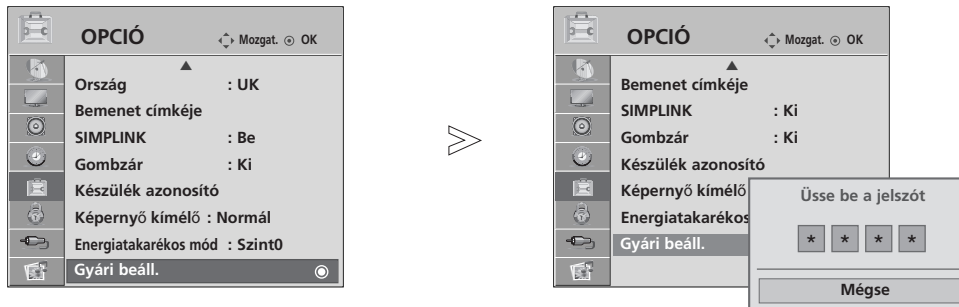 OPCIÓ Mozgat. OK
Ország : UK
Bemenet címkéje
SIMPLINK : Be
Gombzár : Ki
Készülék azonosító
Képernyő kímélő : Normál
Energiatakarékos mód : Szint0
Gyári beáll.
OPCIÓ Mozgat. OK
Bemenet címkéje
SIMPLINK : Ki
Gombzár : Ki
Készülék azonosító
Képernyő kímélő
Energiatakarékos
Gyári beáll.
Üsse be a jelszót
* * * *
Mégse